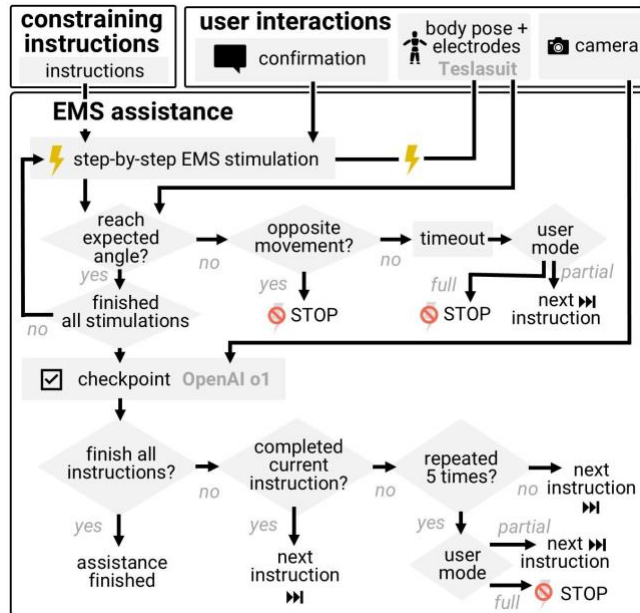 constraining
instructions
instructions
user interactions
confirmation
body pose +
electrodes
Teslasuit
camera
EMS assistance
step-by-step EMS stimulation
reach
expected
angle?
no
opposite
movement?
no
timeout
user
mode
yes
yes
full
partial
finished
all stimulations
no
STOP
STOP
next
instruction
checkpoint OpenAI o1
finish all
instructions?
no
completed
current
instruction?
no
repeated
5 times?
no
next
instruction
yes
yes
yes
assistance
finished
next
instruction
user
mode
partial
next
instruction
full
STOP